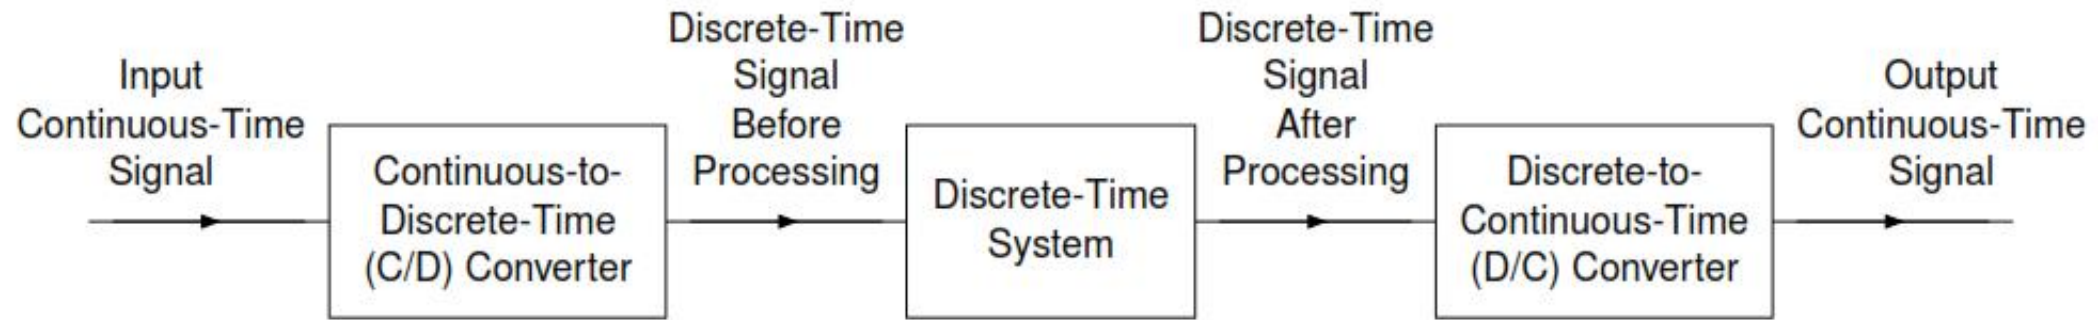 Input
Continuous-Time
Signal
Continuous-to-
Discrete-Time
(C/D) Converter
Discrete-Time
Signal
Before
Processing
Discrete-Time
System
Discrete-Time
Signal
After
Processing
Discrete-to-
Continuous-Time
(D/C) Converter
Output
Continuous-Time
Signal